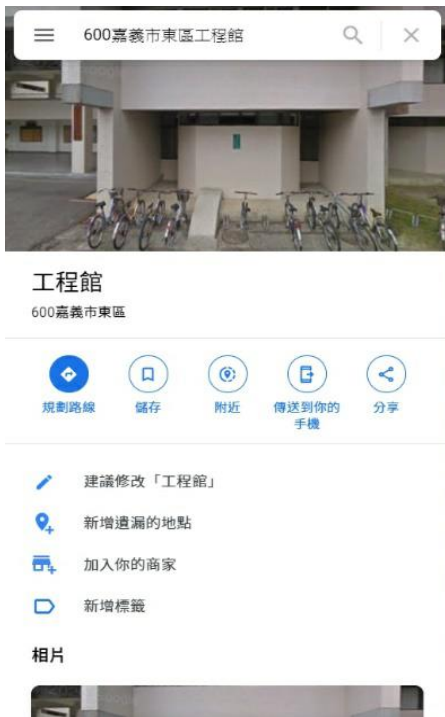 600嘉義市東區工程館
工程館
600嘉義市東區
規劃路線
儲存
附近
傳送到你的
手機
分享
建議修改「工程館」
新增遺漏的地點
加入你的商家
新增標籤
相片